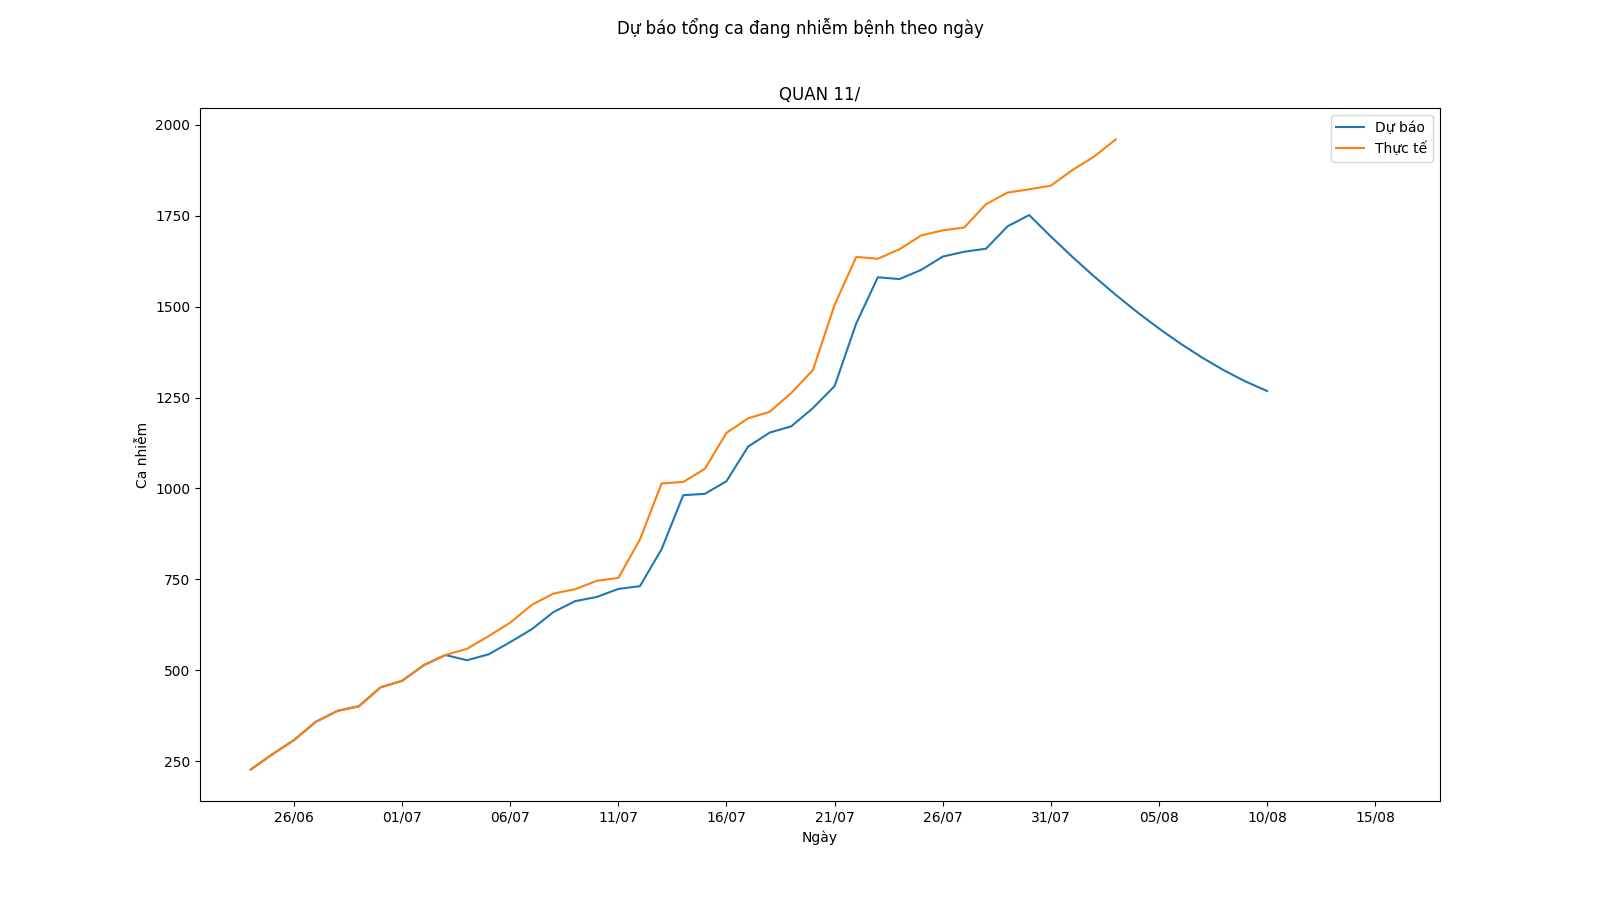 Dự báo tổng ca đang nhiễm bệnh theo ngày
QUAN 11/
Dự báo
Thực tế
2000
1750
1500
1250
1000
750
500
250
Ca nhiễm
26/06 01/07 06/07 11/07 16/07 21/07 26/07 31/07 05/08 10/08 15/08
Ngày